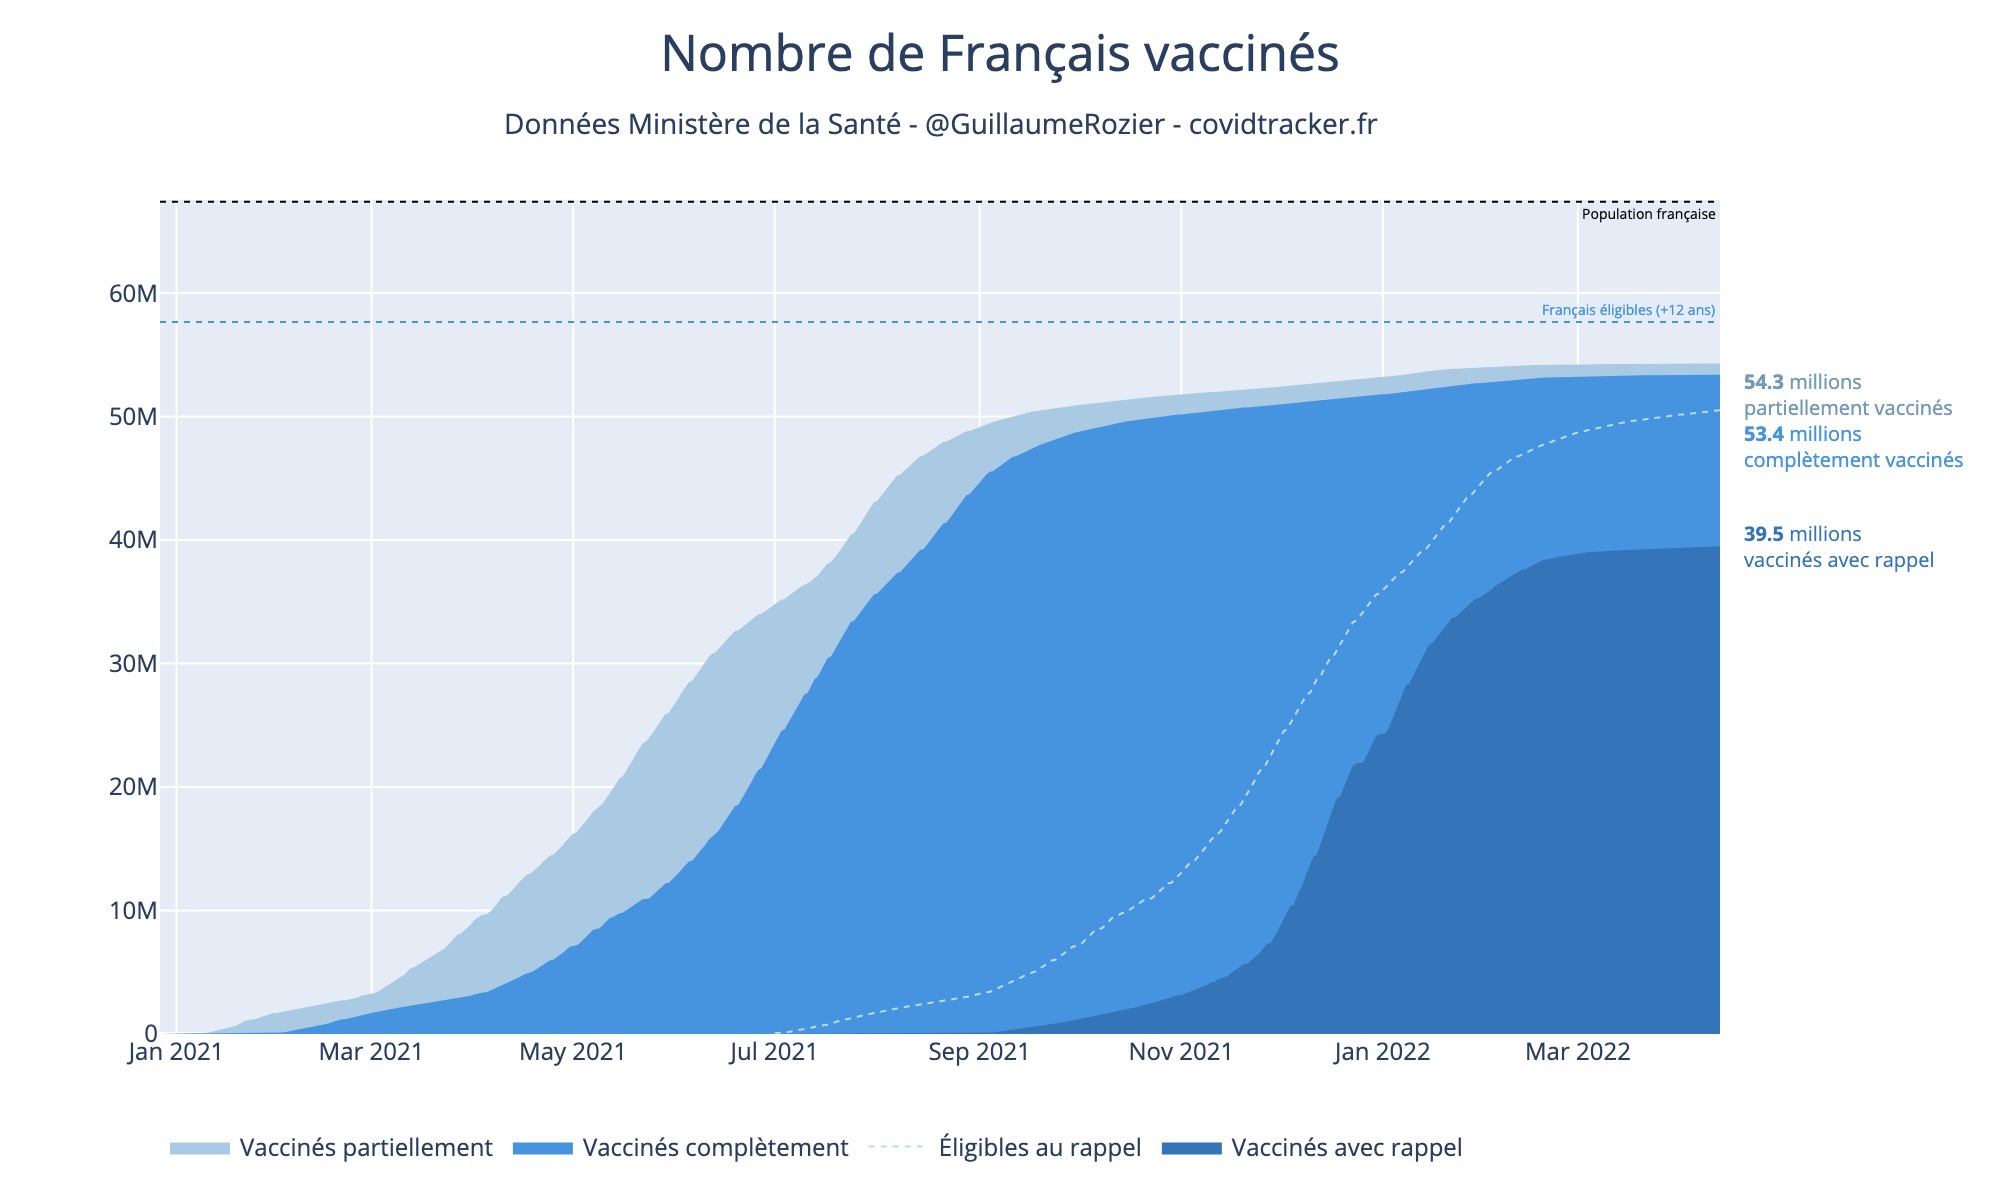 Nombre de Français vaccinés
Données Ministère de la Santé - @GuillaumeRozier - covidtracker.fr
Population française
60M
Français éligibles (+12 ans)
54.3 millions
partiellement vaccinés
50M
53.4 millions
complètement vaccinés
40M
39.5 millions
vaccinés avec rappel
30M
20M
10M
0
Jan 2021 Mar 2021 May 2021 Jul 2021 Sep 2021 Nov 2021 Jan 2022 Mar 2022
Vaccinés partiellement Vaccinés complètement Éligibles au rappel Vaccinés avec rappel